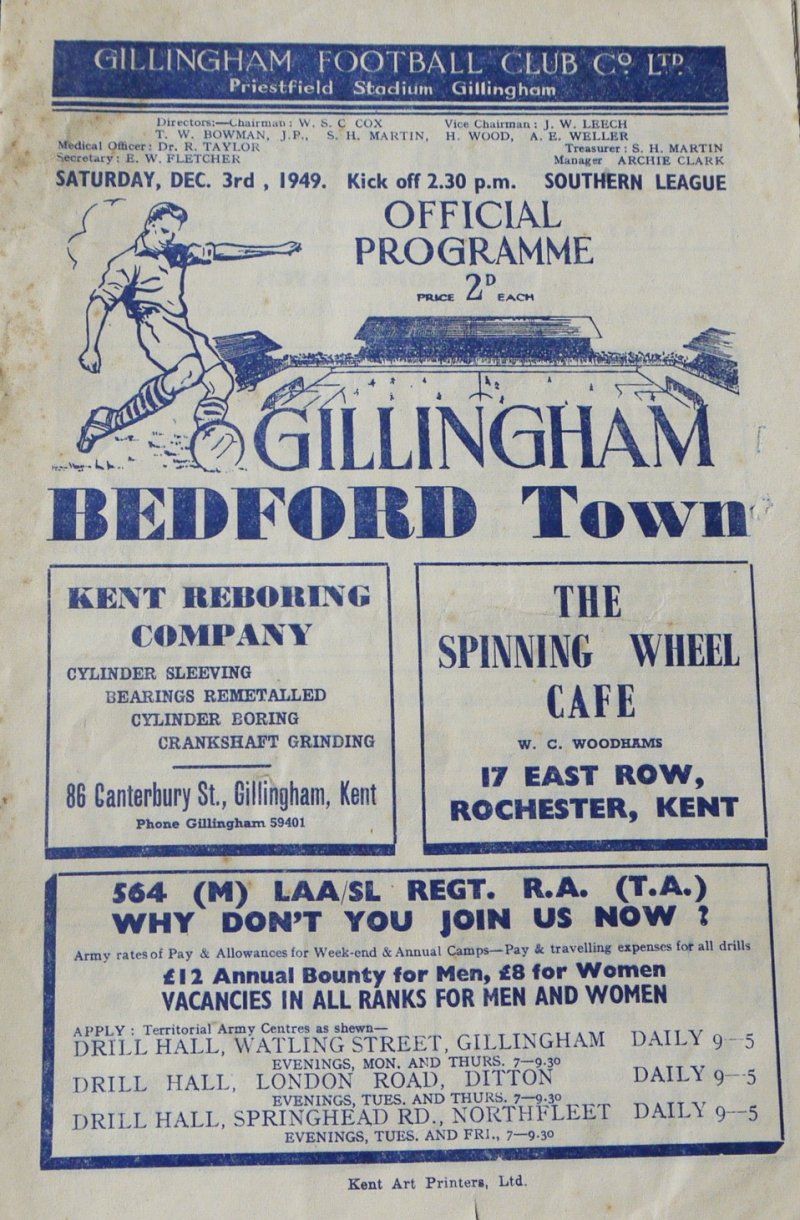 GILLINGHAM FOOTBALL CLUB Cº LTD.
Priestfield Stadium Gillingham
Directors:—Chairman: W. S. C COX Vice Chairman: J. W. LEECH
T. W. BOWMAN, J.P., S. H. MARTIN, H. WOOD, A. E. WELLER
Medical Officer: Dr. R. TAYLOR Treasurer: S. H. MARTIN
Secretary: E. W. FLETCHER Manager ARCHIE CLARK
SATURDAY, DEC. 3rd, 1949. Kick off 2.30 p.m. SOUTHERN LEAGUE
OFFICIAL
PROGRAMME
PRICE 2D EACH
GILLINGHAM
BEDFORD Town
KENT REBORING
COMPANY
CYLINDER SLEEVING
BEARINGS REMETALLED
CYLINDER BORING
CRANKSHAFT GRINDING
86 Canterbury St., Gillingham, Kent
Phone Gillingham 59401
THE
SPINNING WHEEL
CAFE
W. C. WOODHAMS
17 EAST ROW,
ROCHESTER, KENT
564 (M) LAA/SL REGT. R.A. (T.A.)
WHY DON'T YOU JOIN US NOW ?
Army rates of Pay & Allowances for Week-end & Annual Camps—Pay & travelling expenses for all drills
£12 Annual Bounty for Men, £8 for Women
VACANCIES IN ALL RANKS FOR MEN AND WOMEN
APPLY : Territorial Army Centres as shewn—
DRILL HALL, WATLING STREET, GILLINGHAM DAILY 9—5
EVENINGS, MON. AND THURS. 7—9.30
DRILL HALL, LONDON ROAD, DITTON DAILY 9—5
EVENINGS, TUES. AND THURS. 7—9.30
DRILL HALL, SPRINGHEAD RD., NORTHFLEET DAILY 9—5
EVENINGS, TUES. AND FRI., 7—9.30
Kent Art Printers, Ltd.